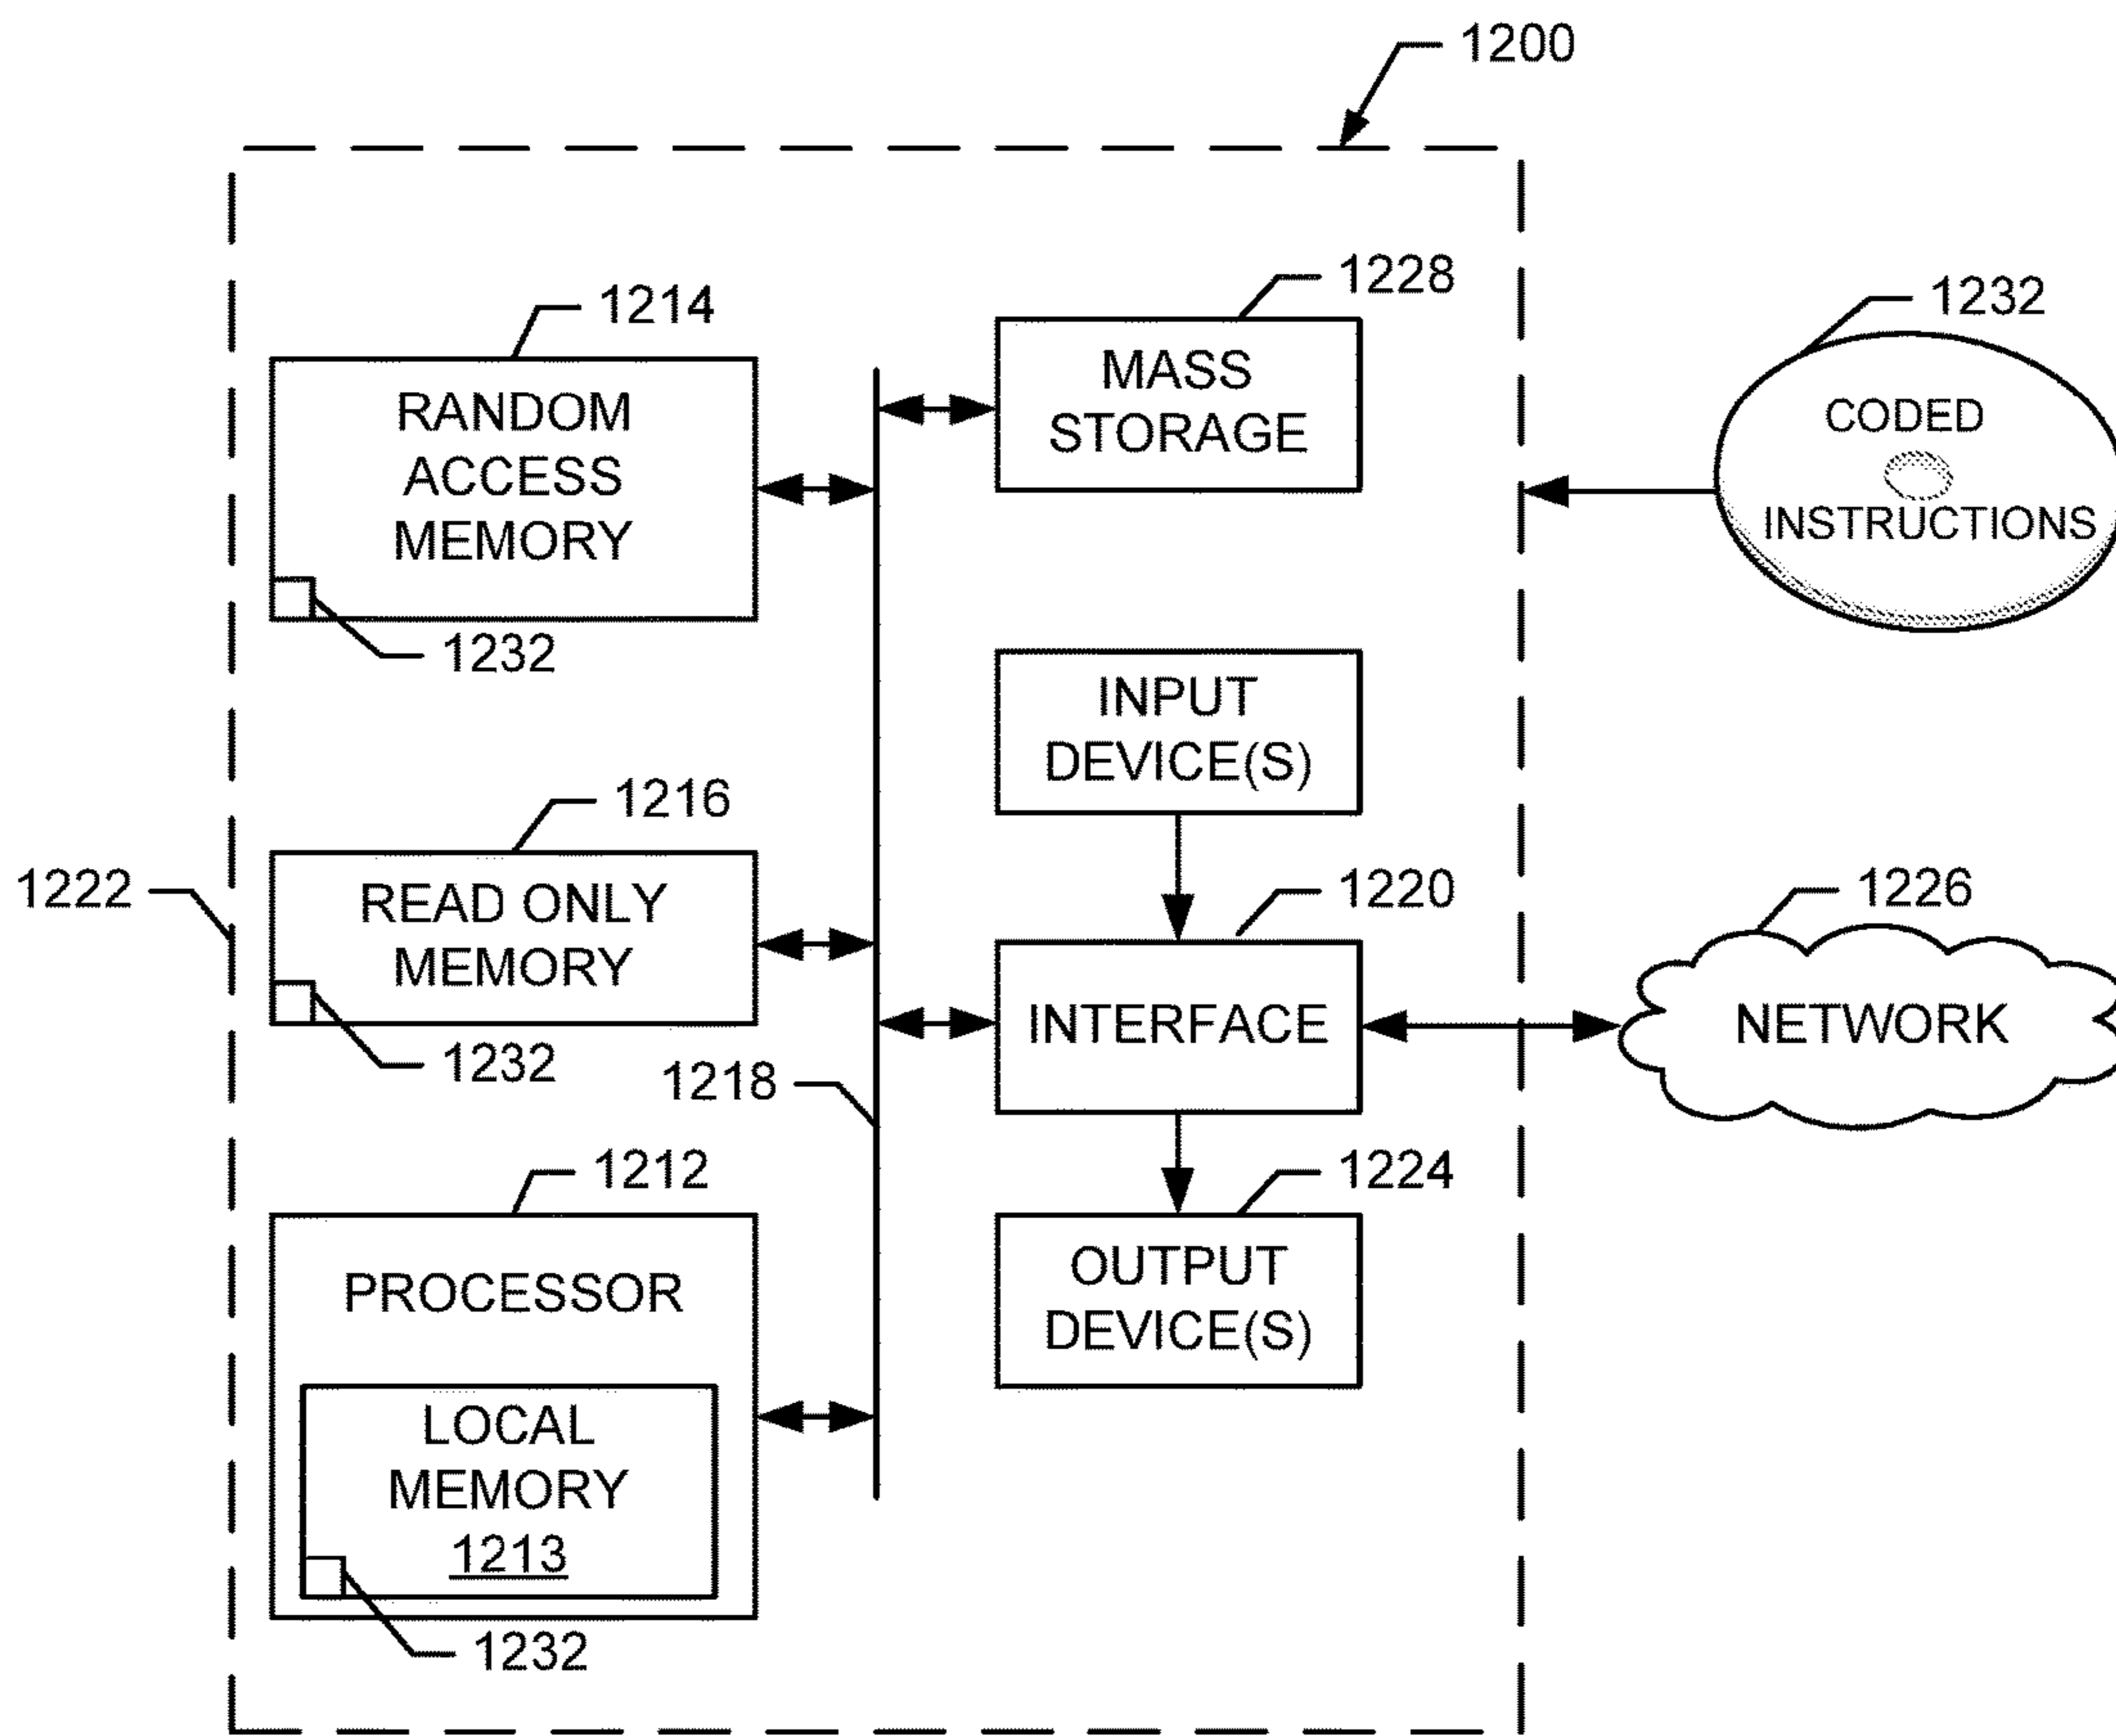 1200
1228
MASS
STORAGE
1214
RANDOM
ACCESS
MEMORY
1232
1232
CODED
INSTRUCTIONS
INPUT
DEVICE(S)
1216
READ ONLY
MEMORY
1232
1222
1220
INTERFACE
1226
NETWORK
1218
1212
PROCESSOR
LOCAL
MEMORY
1213
1232
1224
OUTPUT
DEVICE(S)